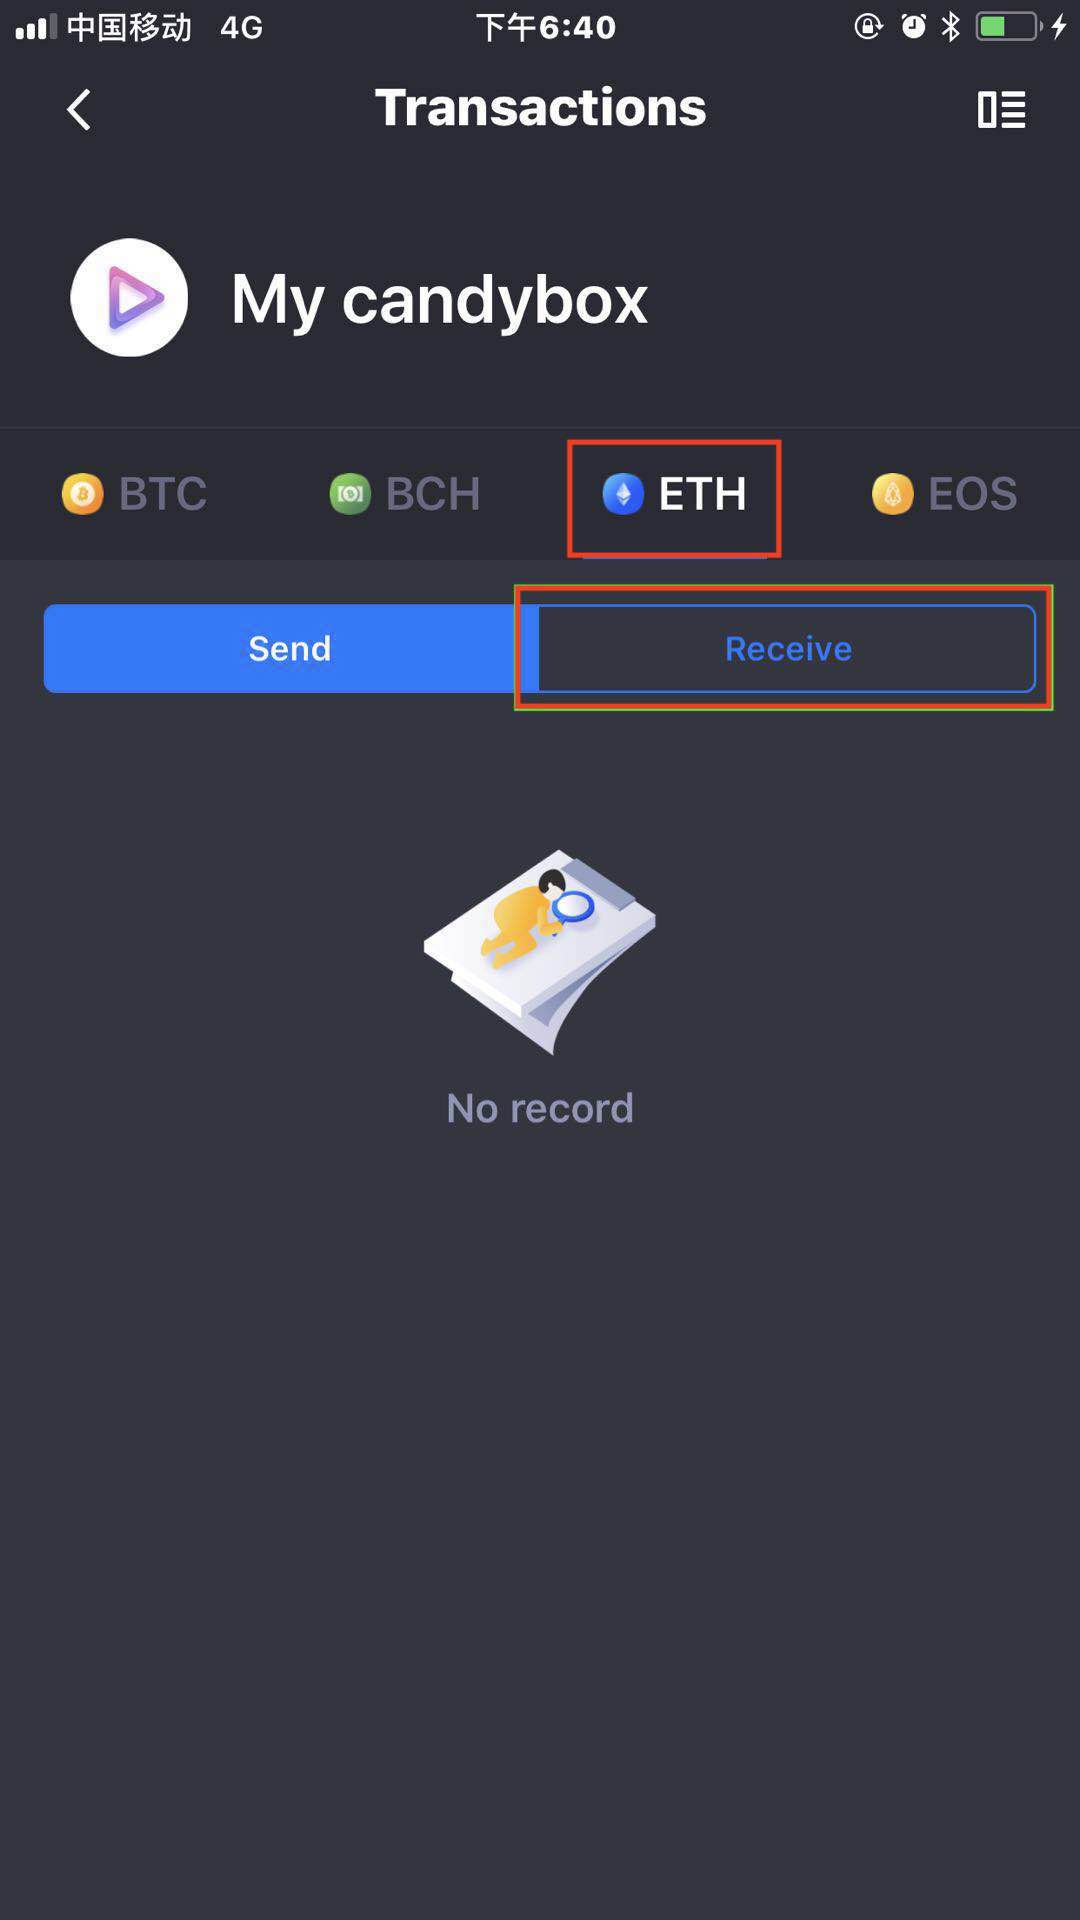 中国移动 4G 下午6:40
Transactions
My candybox
BTC BCH ETH EOS
Send Receive
No record